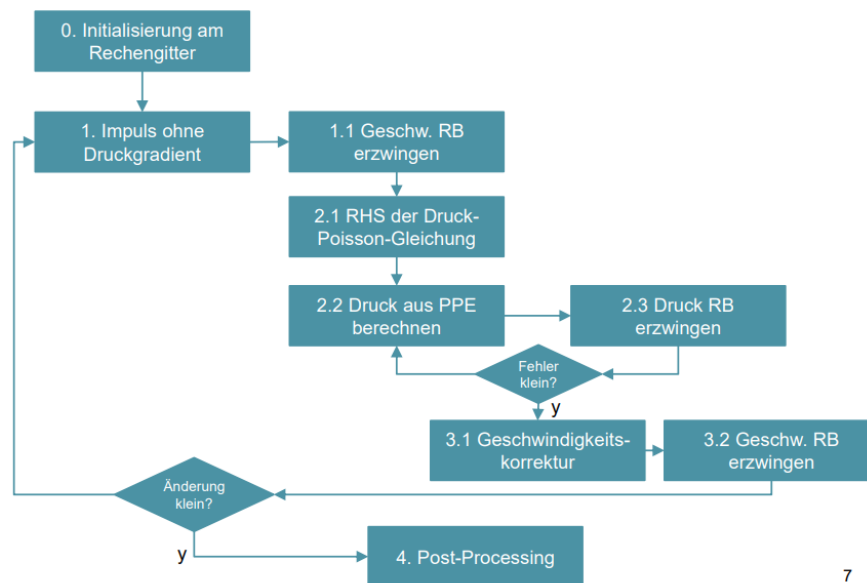 0. Initialisierung am
Rechengitter
1. Impuls ohne
Druckgradient
1.1 Geschw. RB
erzwingen
2.1 RHS der Druck-
Poisson-Gleichung
2.2 Druck aus PPE
berechnen
2.3 Druck RB
erzwingen
Fehler
klein?
y
3.1 Geschwindigkeits-
korrektur
3.2 Geschw. RB
erzwingen
Änderung
klein?
y
4. Post-Processing
7